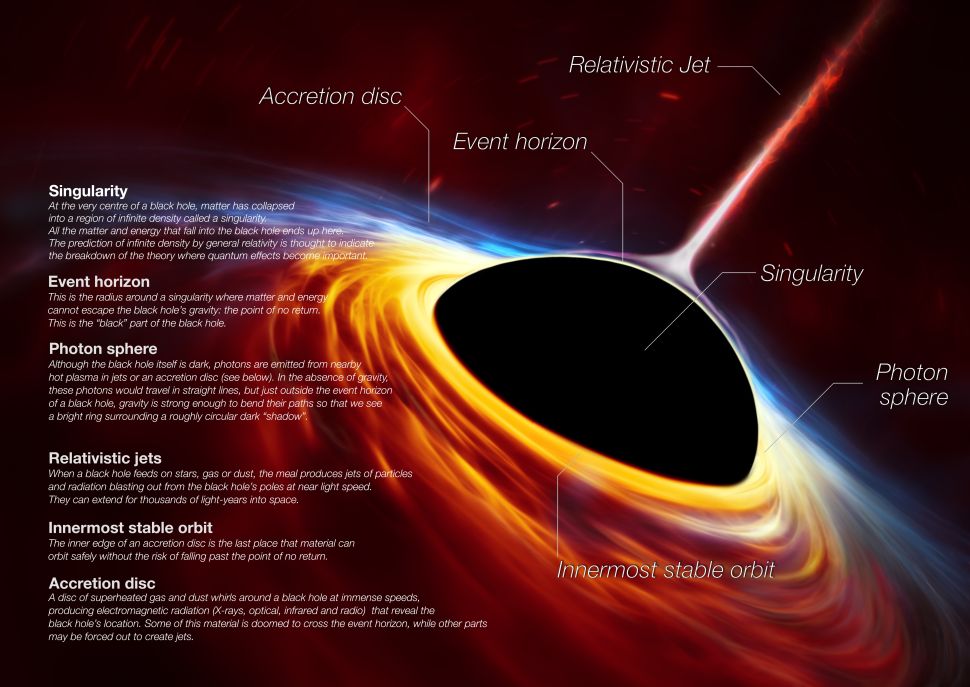 Relativistic Jet
Accretion disc
Event horizon
Singularity
At the very centre of a black hole, matter has collapsed
into a region of infinite density called a singularity.
All the matter and energy that fall into the black hole ends up here.
The prediction of infinite density by general relativity is thought to indicate
the breakdown of the theory where quantum effects become important.
Event horizon
This is the radius around a singularity where matter and energy
cannot escape the black hole's gravity: the point of no return.
This is the "black" part of the black hole.
Photon sphere
Although the black hole itself is dark, photons are emitted from nearby
hot plasma in jets or an accretion disc (see below). In the absence of gravity,
these photons would travel in straight lines, but just outside the event horizon
of a black hole, gravity is strong enough to bend their paths so that we see
a bright ring surrounding a roughly circular dark "shadow".
Relativistic jets
When a black hole feeds on stars, gas or dust, the meal produces jets of particles
and radiation blasting out from the black hole's poles at near light speed.
They can extend for thousands of light-years into space.
Innermost stable orbit
The inner edge of an accretion disc is the last place that material can
orbit safely without the risk of falling past the point of no return.
Accretion disc
A disc of superheated gas and dust whirls around a black hole at immense speeds,
producing electromagnetic radiation (X-rays, optical, infrared and radio) that reveal the
black hole's location. Some of this material is doomed to cross the event horizon, while other parts
may be forced out to create jets.
Singularity
Photon
sphere
Innermost stable orbit